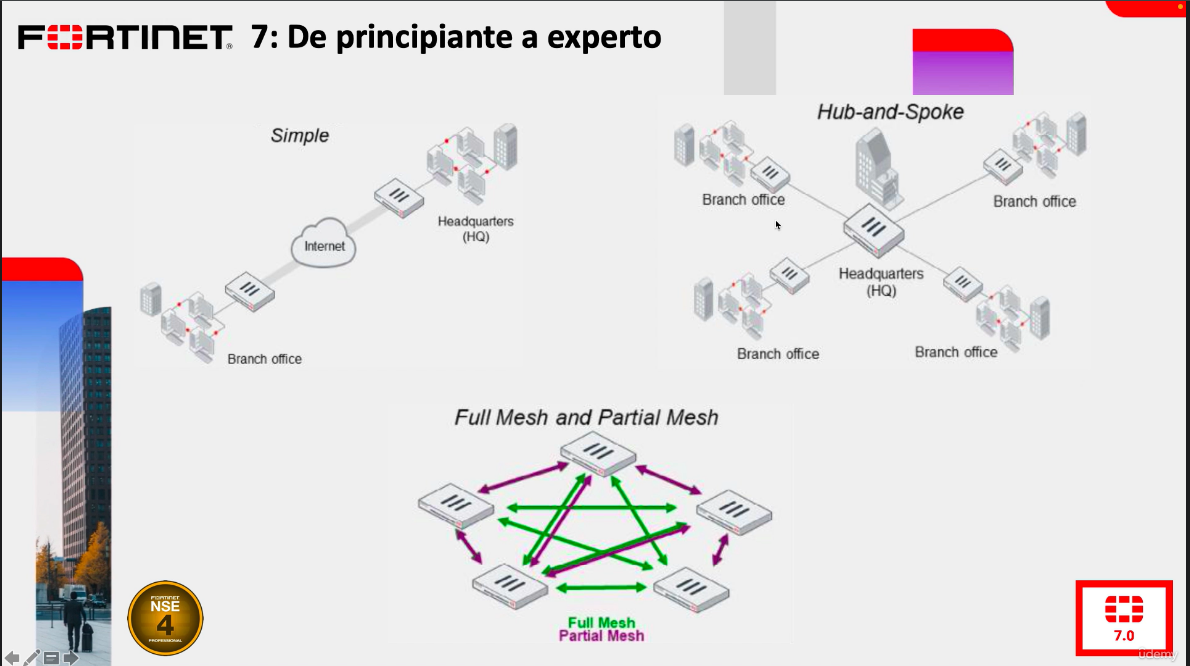 FORTINET® 7: De principiante a experto
Simple
Headquarters
(HQ)
Internet
Branch office
Hub-and-Spoke
Branch office
Branch office
Headquarters
(HQ)
Branch office
Branch office
Full Mesh and Partial Mesh
Full Mesh
Partial Mesh
FORTINET
NSE
4
PROFESSIONAL
7.0
udemy